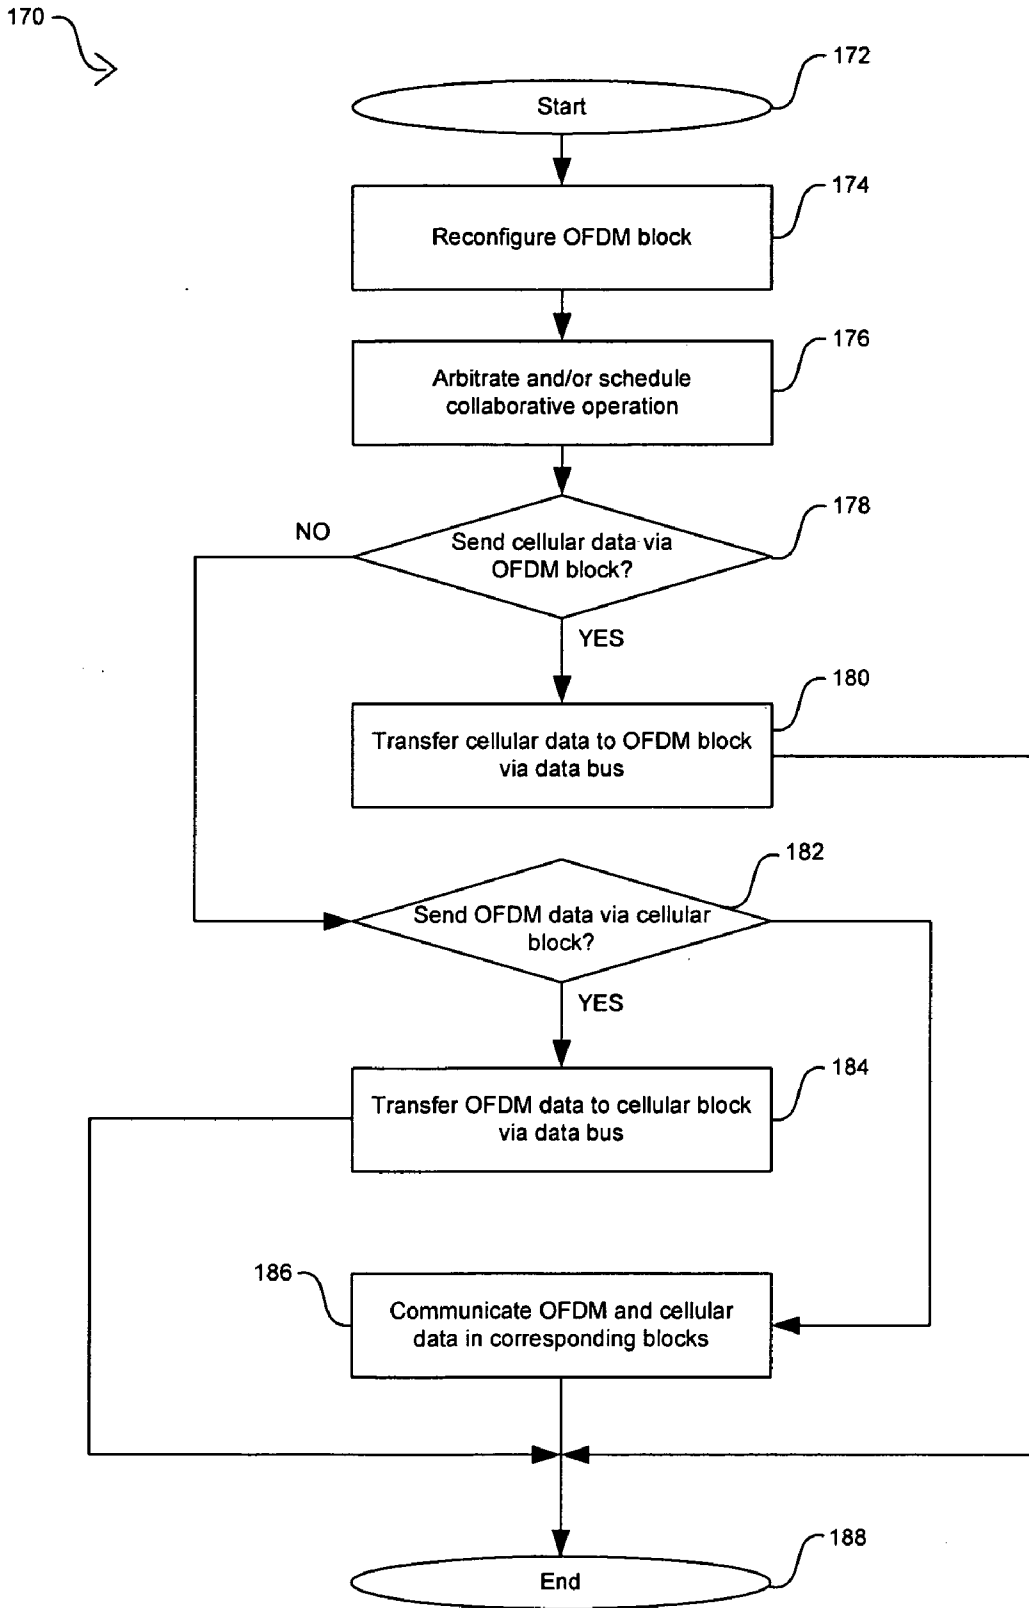 170
172
Start
174
Reconfigure OFDM block
176
Arbitrate and/or schedule
collaborative operation
178
NO
Send cellular data via
OFDM block?
YES
180
Transfer cellular data to OFDM block
via data bus
182
Send OFDM data via cellular
block?
YES
184
Transfer OFDM data to cellular block
via data bus
186
Communicate OFDM and cellular
data in corresponding blocks
188
End